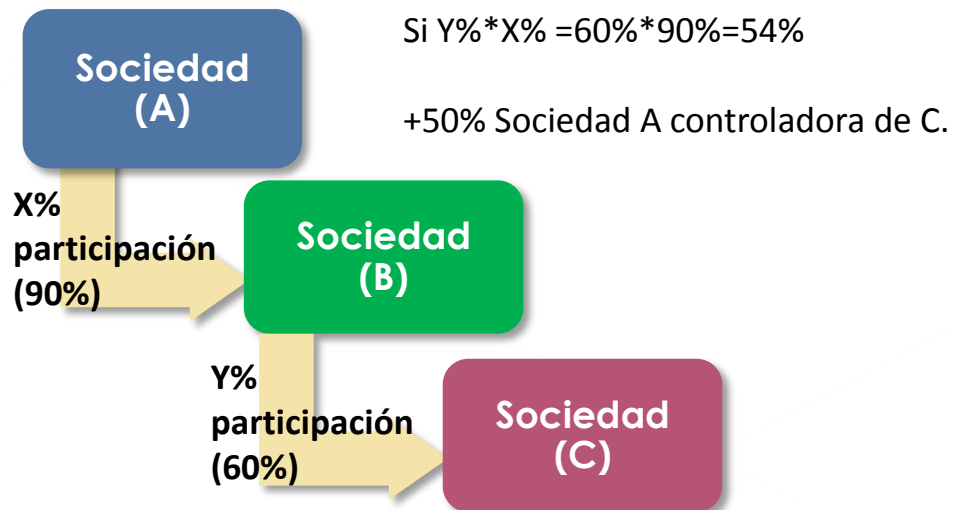 Si Y%*X% =60%*90%=54%
+50% Sociedad A controladora de C.
Sociedad
(A)
X%
participación
(90%)
Sociedad
(B)
Y%
participación
(60%)
Sociedad
(C)